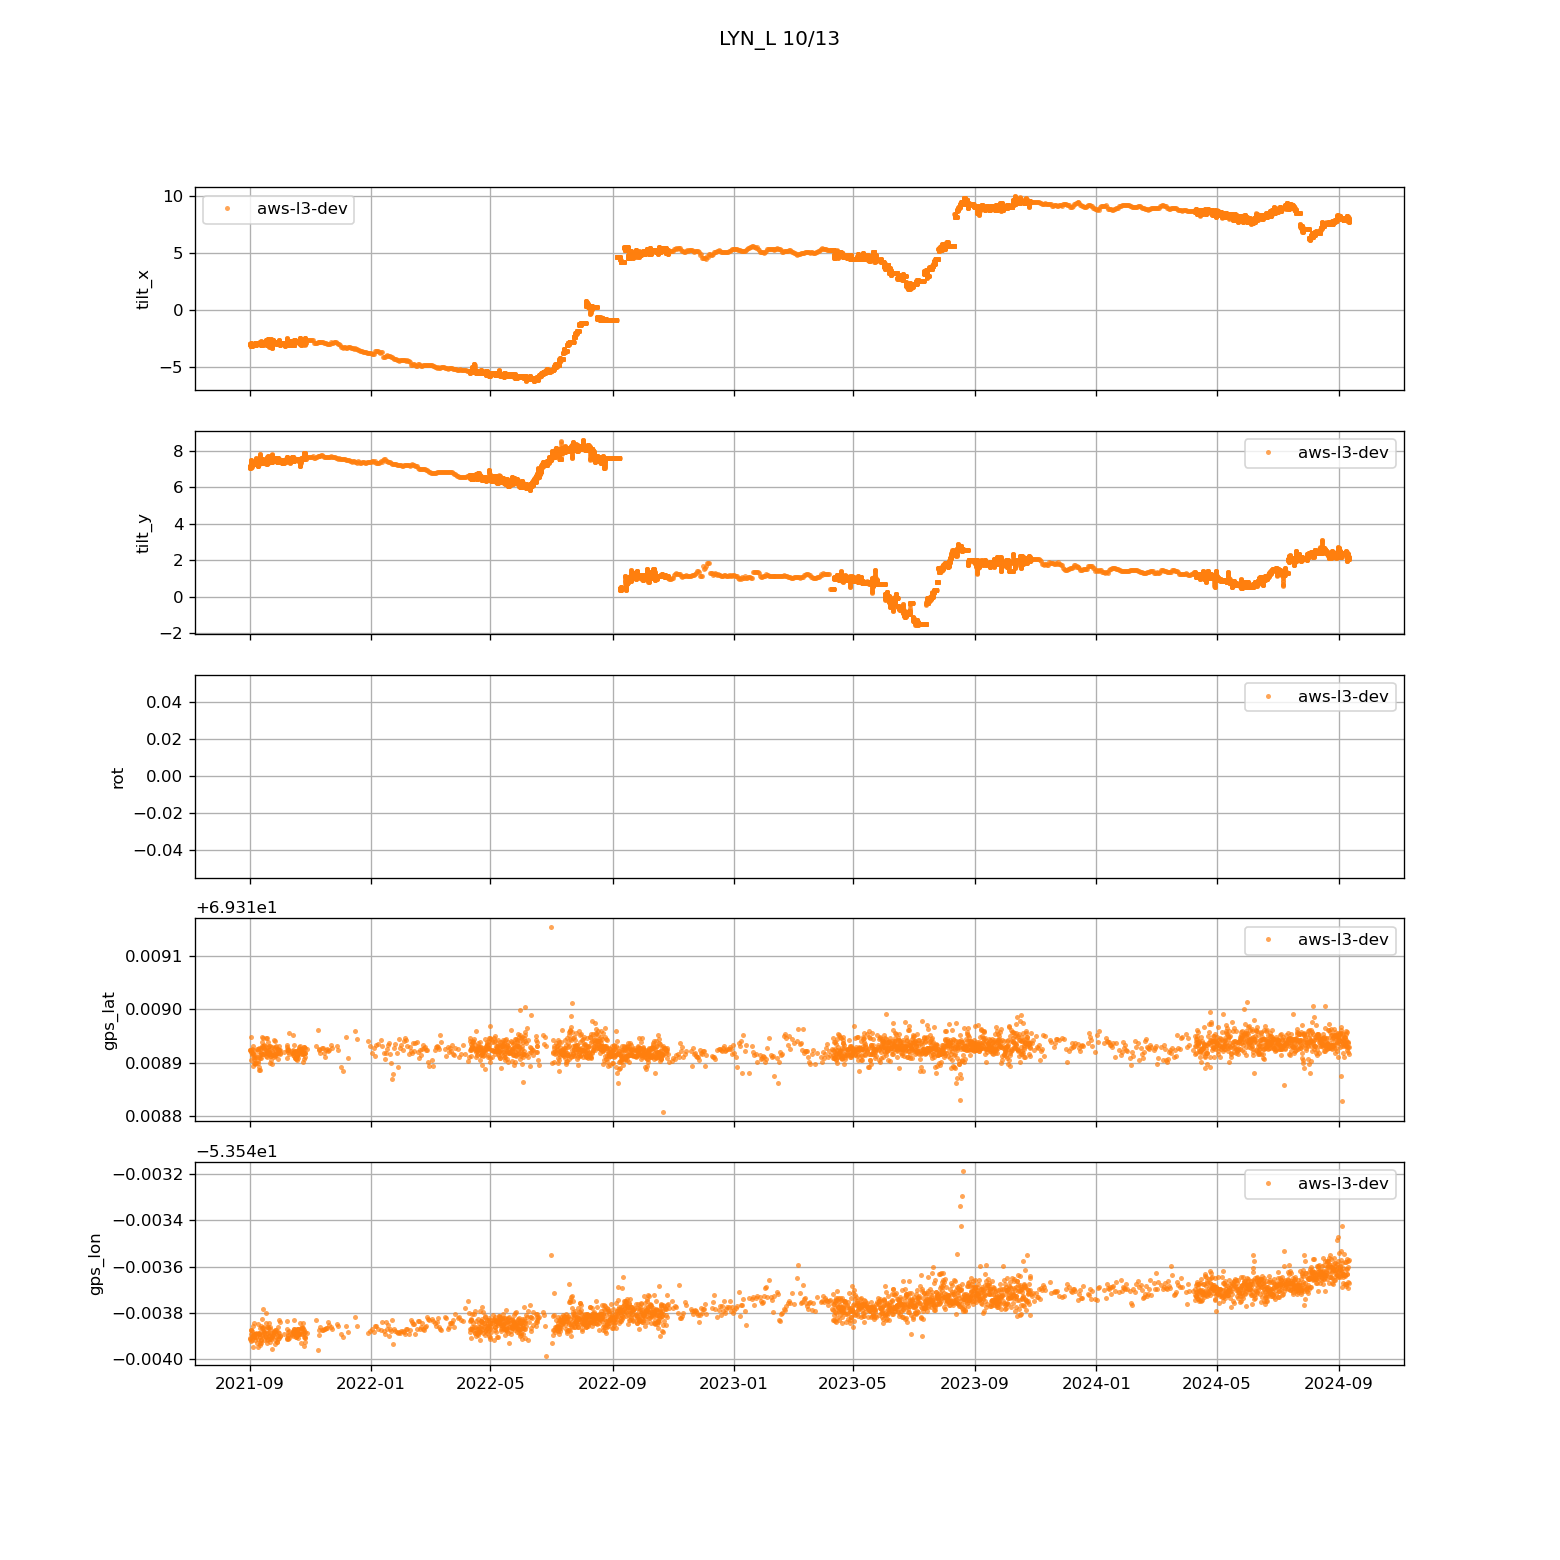 LYN_L 10/13
10
5
0
−5
tilt_x
aws-l3-dev
8
6
4
2
0
−2
tilt_y
aws-l3-dev
0.04
0.02
0.00
−0.02
−0.04
rot
aws-l3-dev
+6.931e1
0.00891
0.00890
0.00889
0.00888
gps_lat
aws-l3-dev
−5.354e1
−0.0032
−0.0034
−0.0036
−0.0038
−0.0040
gps_lon
aws-l3-dev
2021-09 2022-01 2022-05 2022-09 2023-01 2023-05 2023-09 2024-01 2024-05 2024-09